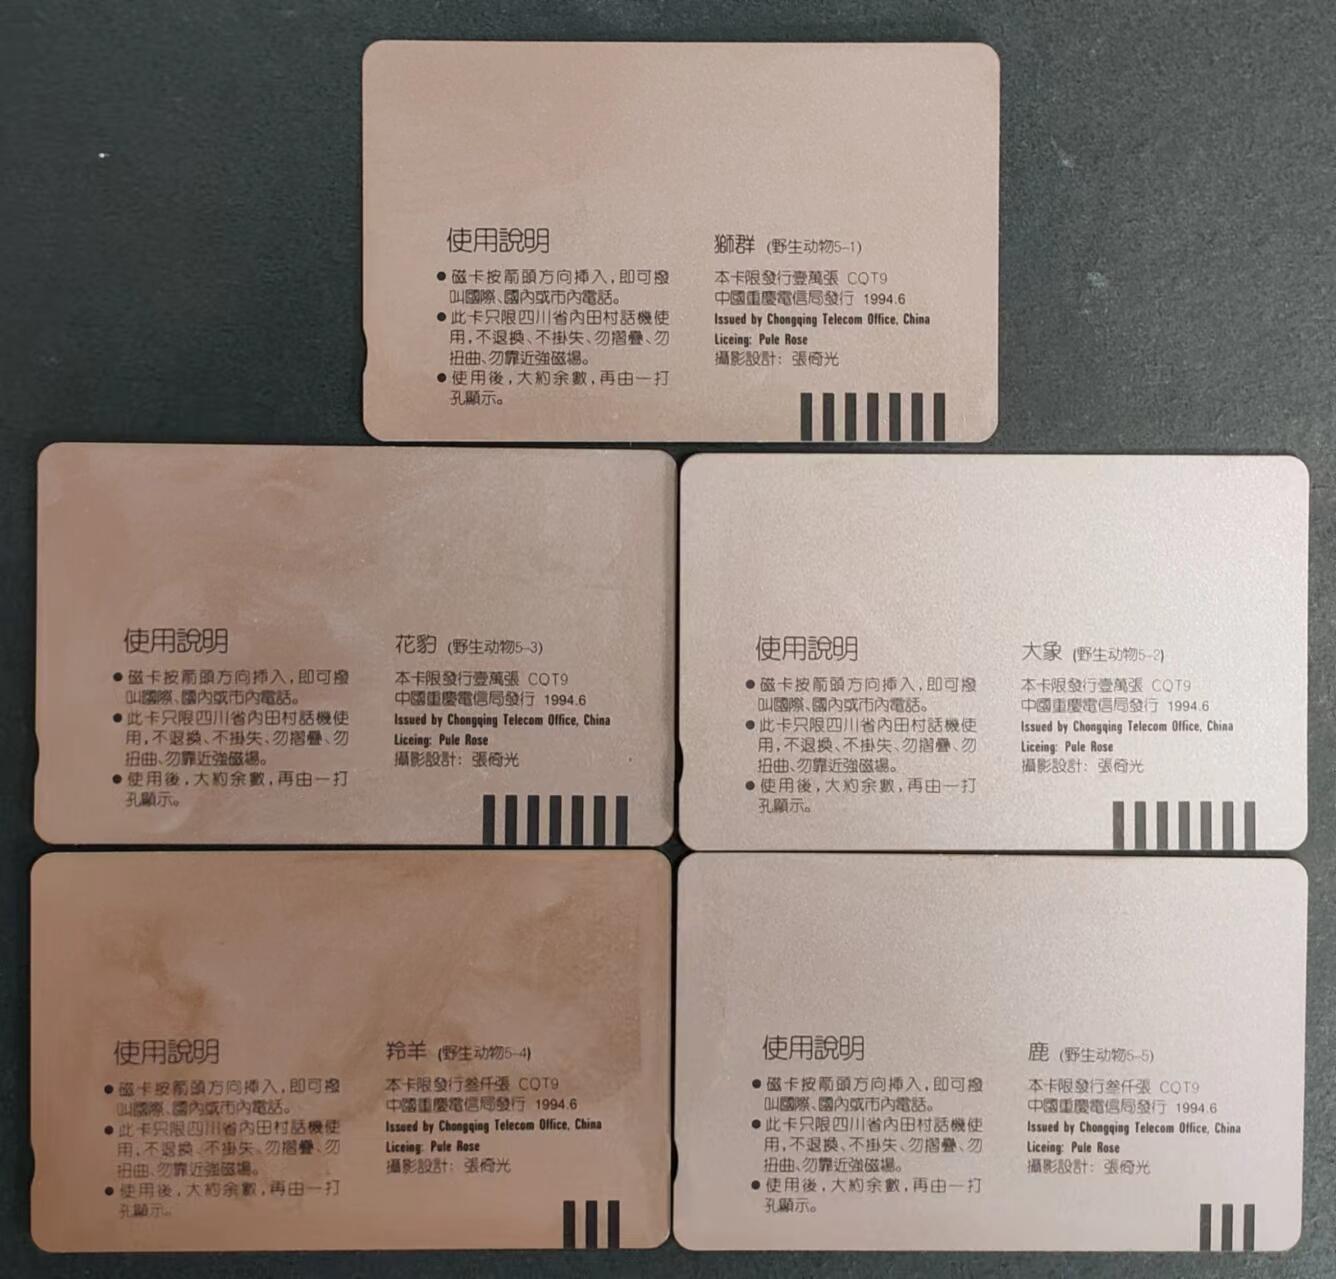 使用說明
●磁卡按箭頭方向挿入，即可撥
叫國際、國內或市內電話。
●此卡只限四川省內田村話機使
用，不退換、不掛失、勿摺疊、勿
扭曲、勿靠近強磁場。
●使用後，大約余數，再由一打
孔顯示。
獅群 (野生动物5-1)
本卡限發行壹萬張 CQT9
中國重慶電信局發行 1994.6
Issued by Chongqing Telecom Office, China
Liceing: Pule Rose
攝影設計：張倚光
使用說明
●磁卡按箭頭方向挿入，即可撥
叫國際、國內或市內電話。
●此卡只限四川省內田村話機使
用，不退換、不掛失、勿摺疊、勿
扭曲、勿靠近強磁場。
●使用後，大約余數，再由一打
孔顯示。
花豹 (野生动物5-3)
本卡限發行壹萬張 CQT9
中國重慶電信局發行 1994.6
Issued by Chongqing Telecom Office, China
Liceing: Pule Rose
攝影設計：張倚光
使用說明
●磁卡按箭頭方向挿入，即可撥
叫國際、國內或市內電話。
●此卡只限四川省內田村話機使
用，不退換、不掛失、勿摺疊、勿
扭曲、勿靠近強磁場。
●使用後，大約余數，再由一打
孔顯示。
大象 (野生动物5-2)
本卡限發行壹萬張 CQT9
中國重慶電信局發行 1994.6
Issued by Chongqing Telecom Office, China
Liceing: Pule Rose
攝影設計：張倚光
使用說明
●磁卡按箭頭方向挿入，即可撥
叫國際、國內或市內電話。
●此卡只限四川省內田村話機使
用，不退換、不掛失、勿摺疊、勿
扭曲、勿靠近強磁場。
●使用後，大約余數，再由一打
孔顯示。
羚羊 (野生动物5-4)
本卡限發行叁仟張 CQT9
中國重慶電信局發行 1994.6
Issued by Chongqing Telecom Office, China
Liceing: Pule Rose
攝影設計：張倚光
使用說明
●磁卡按箭頭方向挿入，即可撥
叫國際、國內或市內電話。
●此卡只限四川省內田村話機使
用，不退換、不掛失、勿摺疊、勿
扭曲、勿靠近強磁場。
●使用後，大約余數，再由一打
孔顯示。
鹿 (野生动物5-5)
本卡限發行叁仟張 CQT9
中國重慶電信局發行 1994.6
Issued by Chongqing Telecom Office, China
Liceing: Pule Rose
攝影設計：張倚光